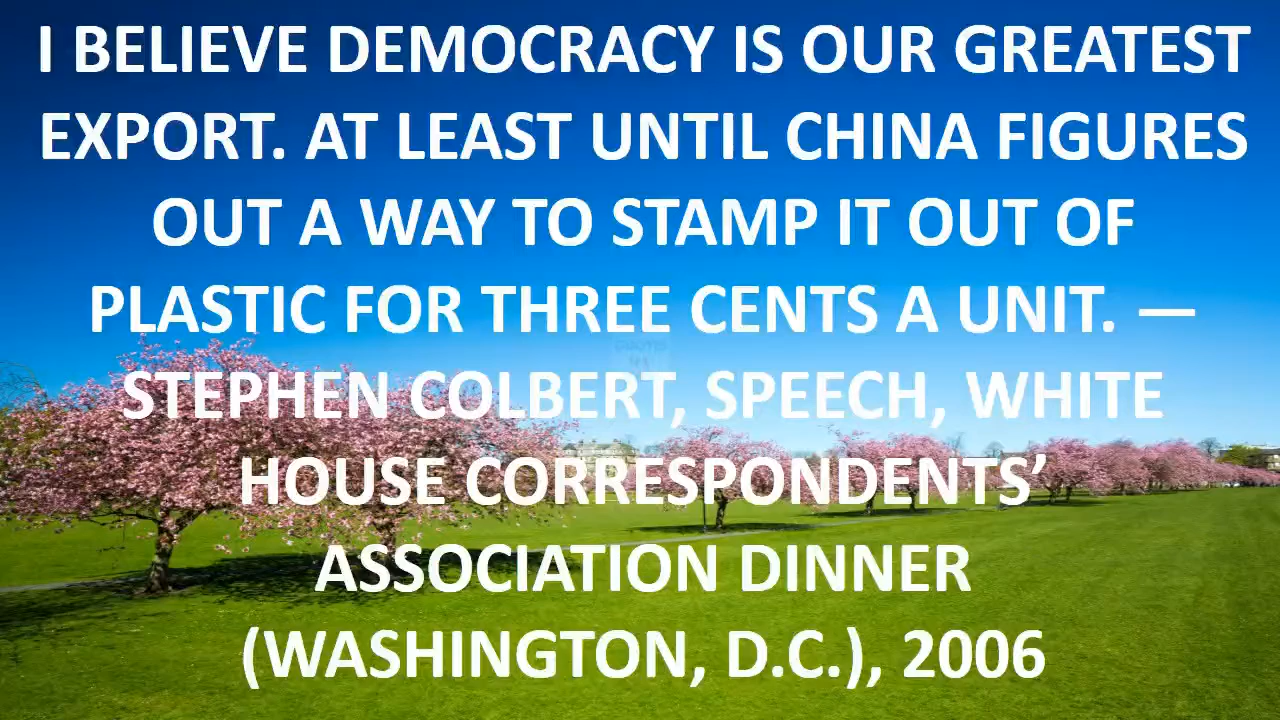 I BELIEVE DEMOCRACY IS OUR GREATEST
EXPORT. AT LEAST UNTIL CHINA FIGURES
OUT A WAY TO STAMP IT OUT OF
PLASTIC FOR THREE CENTS A UNIT. —
STEPHEN COLBERT, SPEECH, WHITE
HOUSE CORRESPONDENTS’
ASSOCIATION DINNER
(WASHINGTON, D.C.), 2006